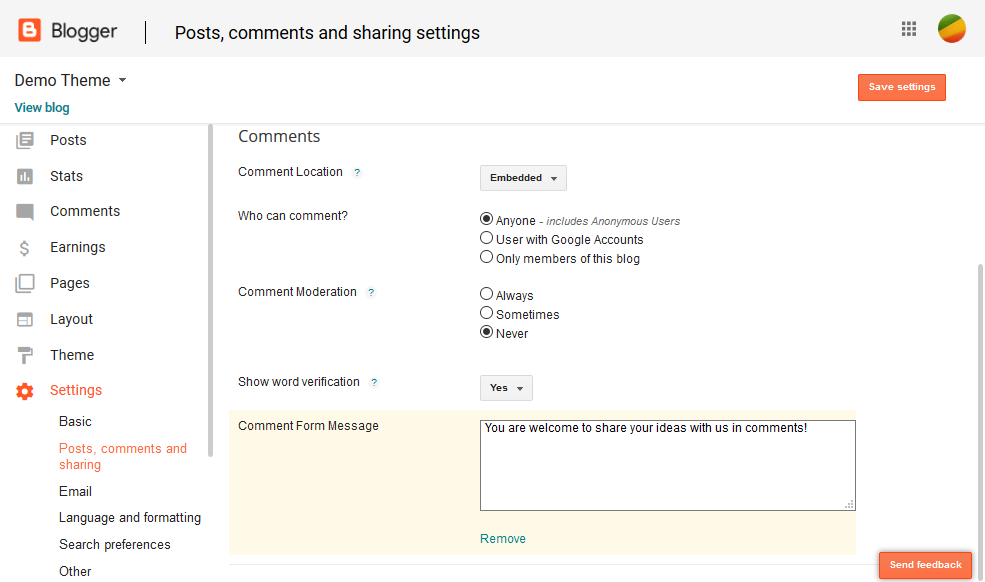 Blogger
Posts, comments and sharing settings
Demo Theme
View blog
Save settings
Posts
Stats
Comments
Earnings
Pages
Layout
Theme
Settings
Basic
Posts, comments and
sharing
Email
Language and formatting
Search preferences
Other
Comments
Comment Location ?
Embedded
Who can comment?
Anyone - includes Anonymous Users
User with Google Accounts
Only members of this blog
Comment Moderation ?
Always
Sometimes
Never
Show word verification ?
Yes
Comment Form Message
You are welcome to share your ideas with us in comments!
Remove
Send feedback